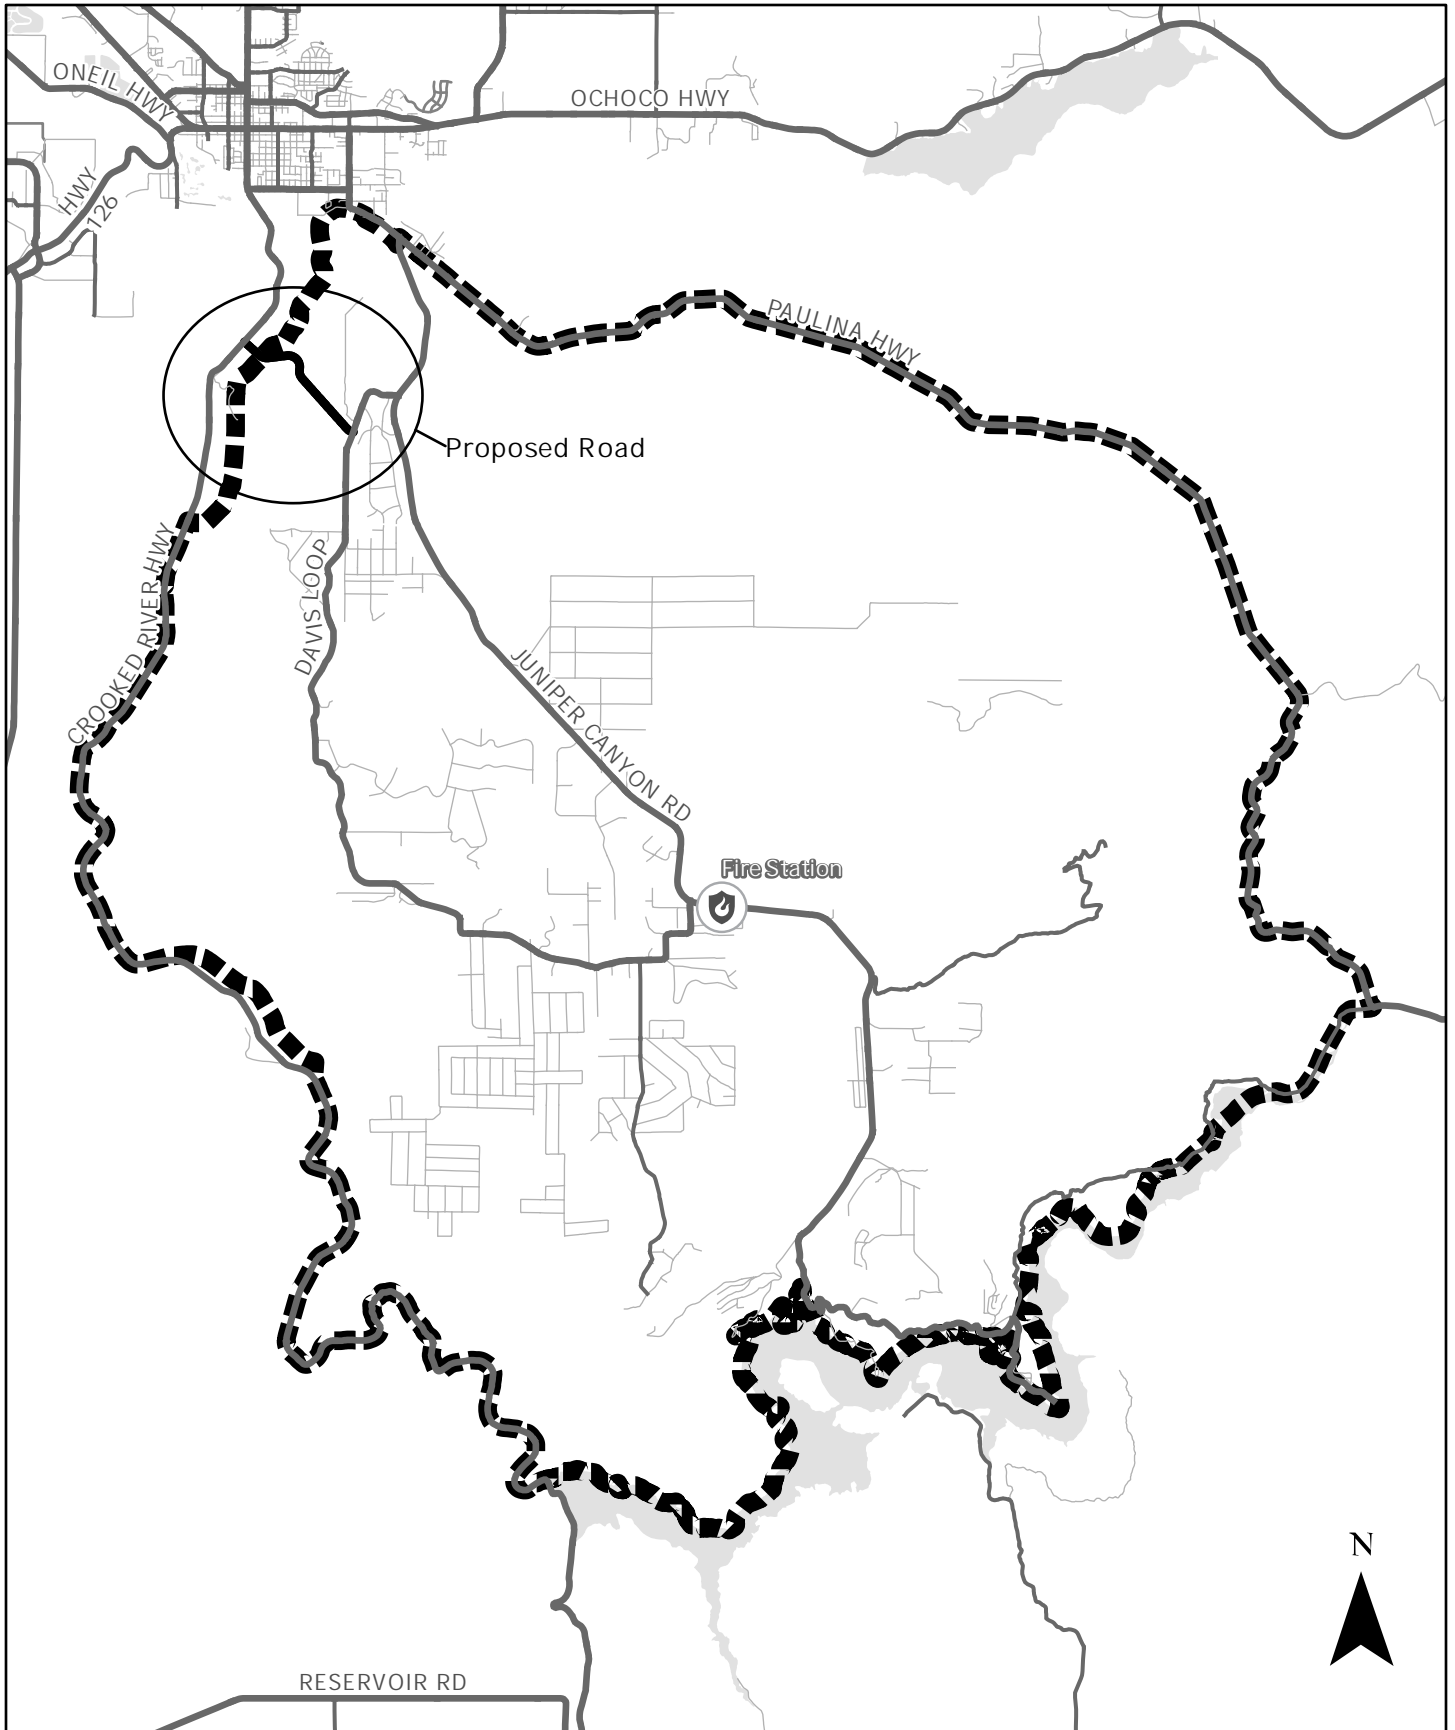 ONEIL HWY
OCHOCO HWY
HWY
126
PAULINA HWY
Proposed Road
CROOKED RIVER HWY
DAVIS LOOP
JUNIPER CANYON RD
Fire Station
N
RESERVOIR RD